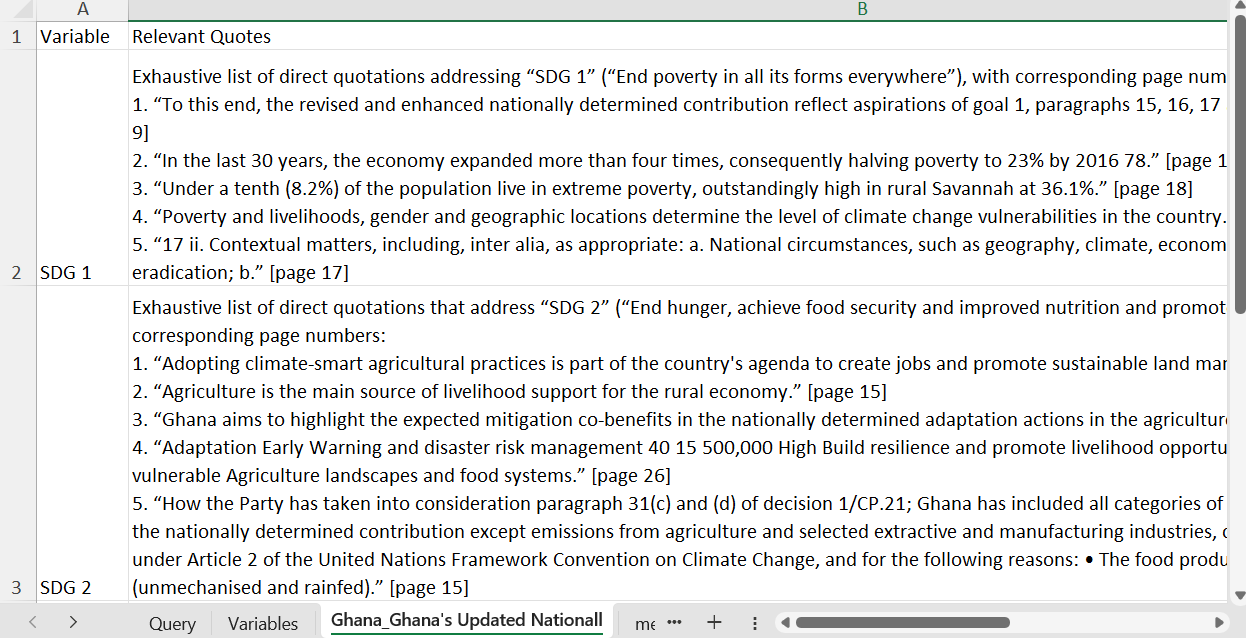 A B
1 Variable Relevant Quotes
Exhaustive list of direct quotations addressing “SDG 1” (“End poverty in all its forms everywhere”), with corresponding page num
1. “To this end, the revised and enhanced nationally determined contribution reflect aspirations of goal 1, paragraphs 15, 16, 17
9]
2. “In the last 30 years, the economy expanded more than four times, consequently halving poverty to 23% by 2016 78.” [page 1
3. “Under a tenth (8.2%) of the population live in extreme poverty, outstandingly high in rural Savannah at 36.1%.” [page 18]
4. “Poverty and livelihoods, gender and geographic locations determine the level of climate change vulnerabilities in the country.
5. “17 ii. Contextual matters, including, inter alia, as appropriate: a. National circumstances, such as geography, climate, econom
2 SDG 1 eradication; b.” [page 17]
Exhaustive list of direct quotations that address “SDG 2” (“End hunger, achieve food security and improved nutrition and promot
corresponding page numbers:
1. “Adopting climate-smart agricultural practices is part of the country's agenda to create jobs and promote sustainable land mar
2. “Agriculture is the main source of livelihood support for the rural economy.” [page 15]
3. “Ghana aims to highlight the expected mitigation co-benefits in the nationally determined adaptation actions in the agricultur
4. “Adaptation Early Warning and disaster risk management 40 15 500,000 High Build resilience and promote livelihood opportu
vulnerable Agriculture landscapes and food systems.” [page 26]
5. “How the Party has taken into consideration paragraph 31(c) and (d) of decision 1/CP.21; Ghana has included all categories of
the nationally determined contribution except emissions from agriculture and selected extractive and manufacturing industries,
under Article 2 of the United Nations Framework Convention on Climate Change, and for the following reasons: • The food produ
3 SDG 2 (unmechanised and rainfed).” [page 15]
Query Variables Ghana_Ghana's Updated Nationall me ••• +